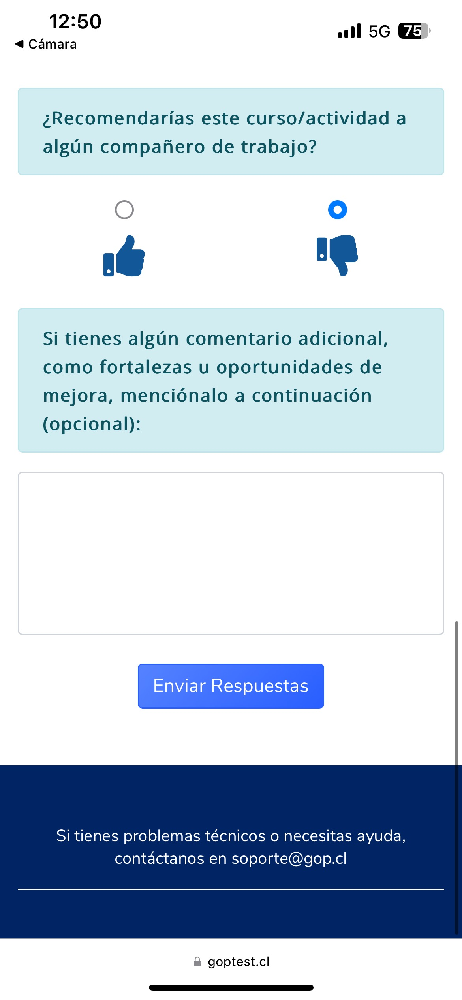 12:50
5G
75
Cámara
¿Recomendarías este curso/actividad a
algún compañero de trabajo?
Si tienes algún comentario adicional,
como fortalezas u oportunidades de
mejora, menciónalo a continuación
(opcional):
Enviar Respuestas
Si tienes problemas técnicos o necesitas ayuda,
contáctanos en soporte@gop.cl
goptest.cl